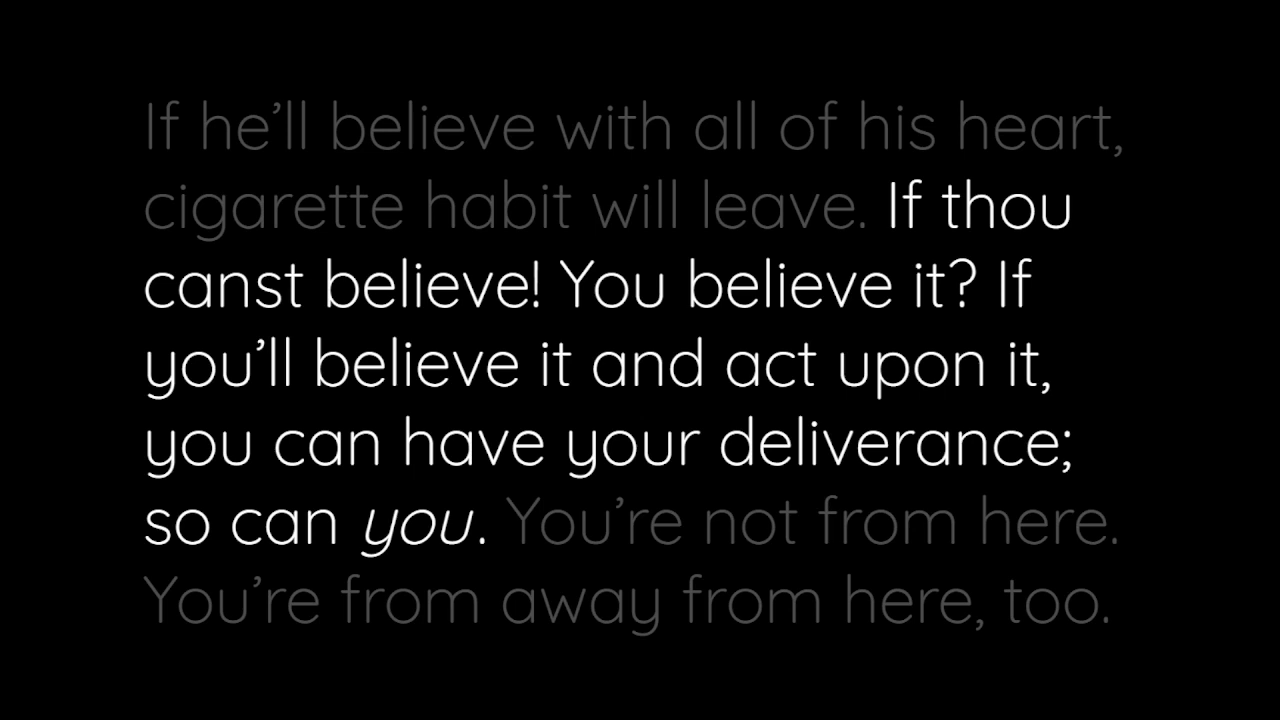 If he’ll believe with all of his heart,
cigarette habit will leave. If thou
canst believe! You believe it? If
you’ll believe it and act upon it,
you can have your deliverance;
so can you. You’re not from here.
You’re from away from here, too.